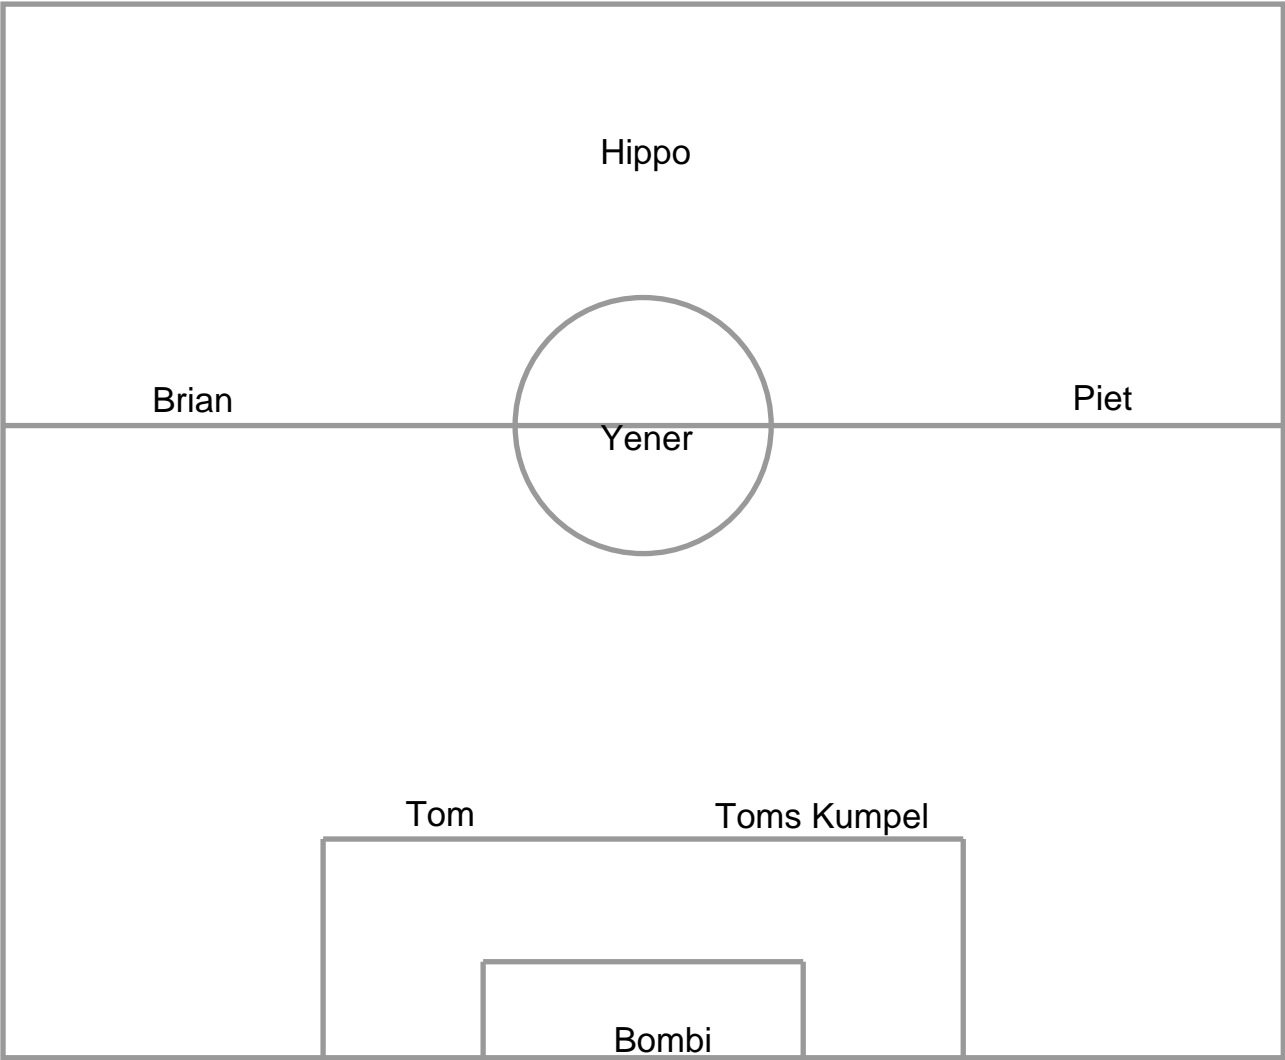 Hippo
Brian
Piet
Yener
Tom
Toms Kumpel
Bombi